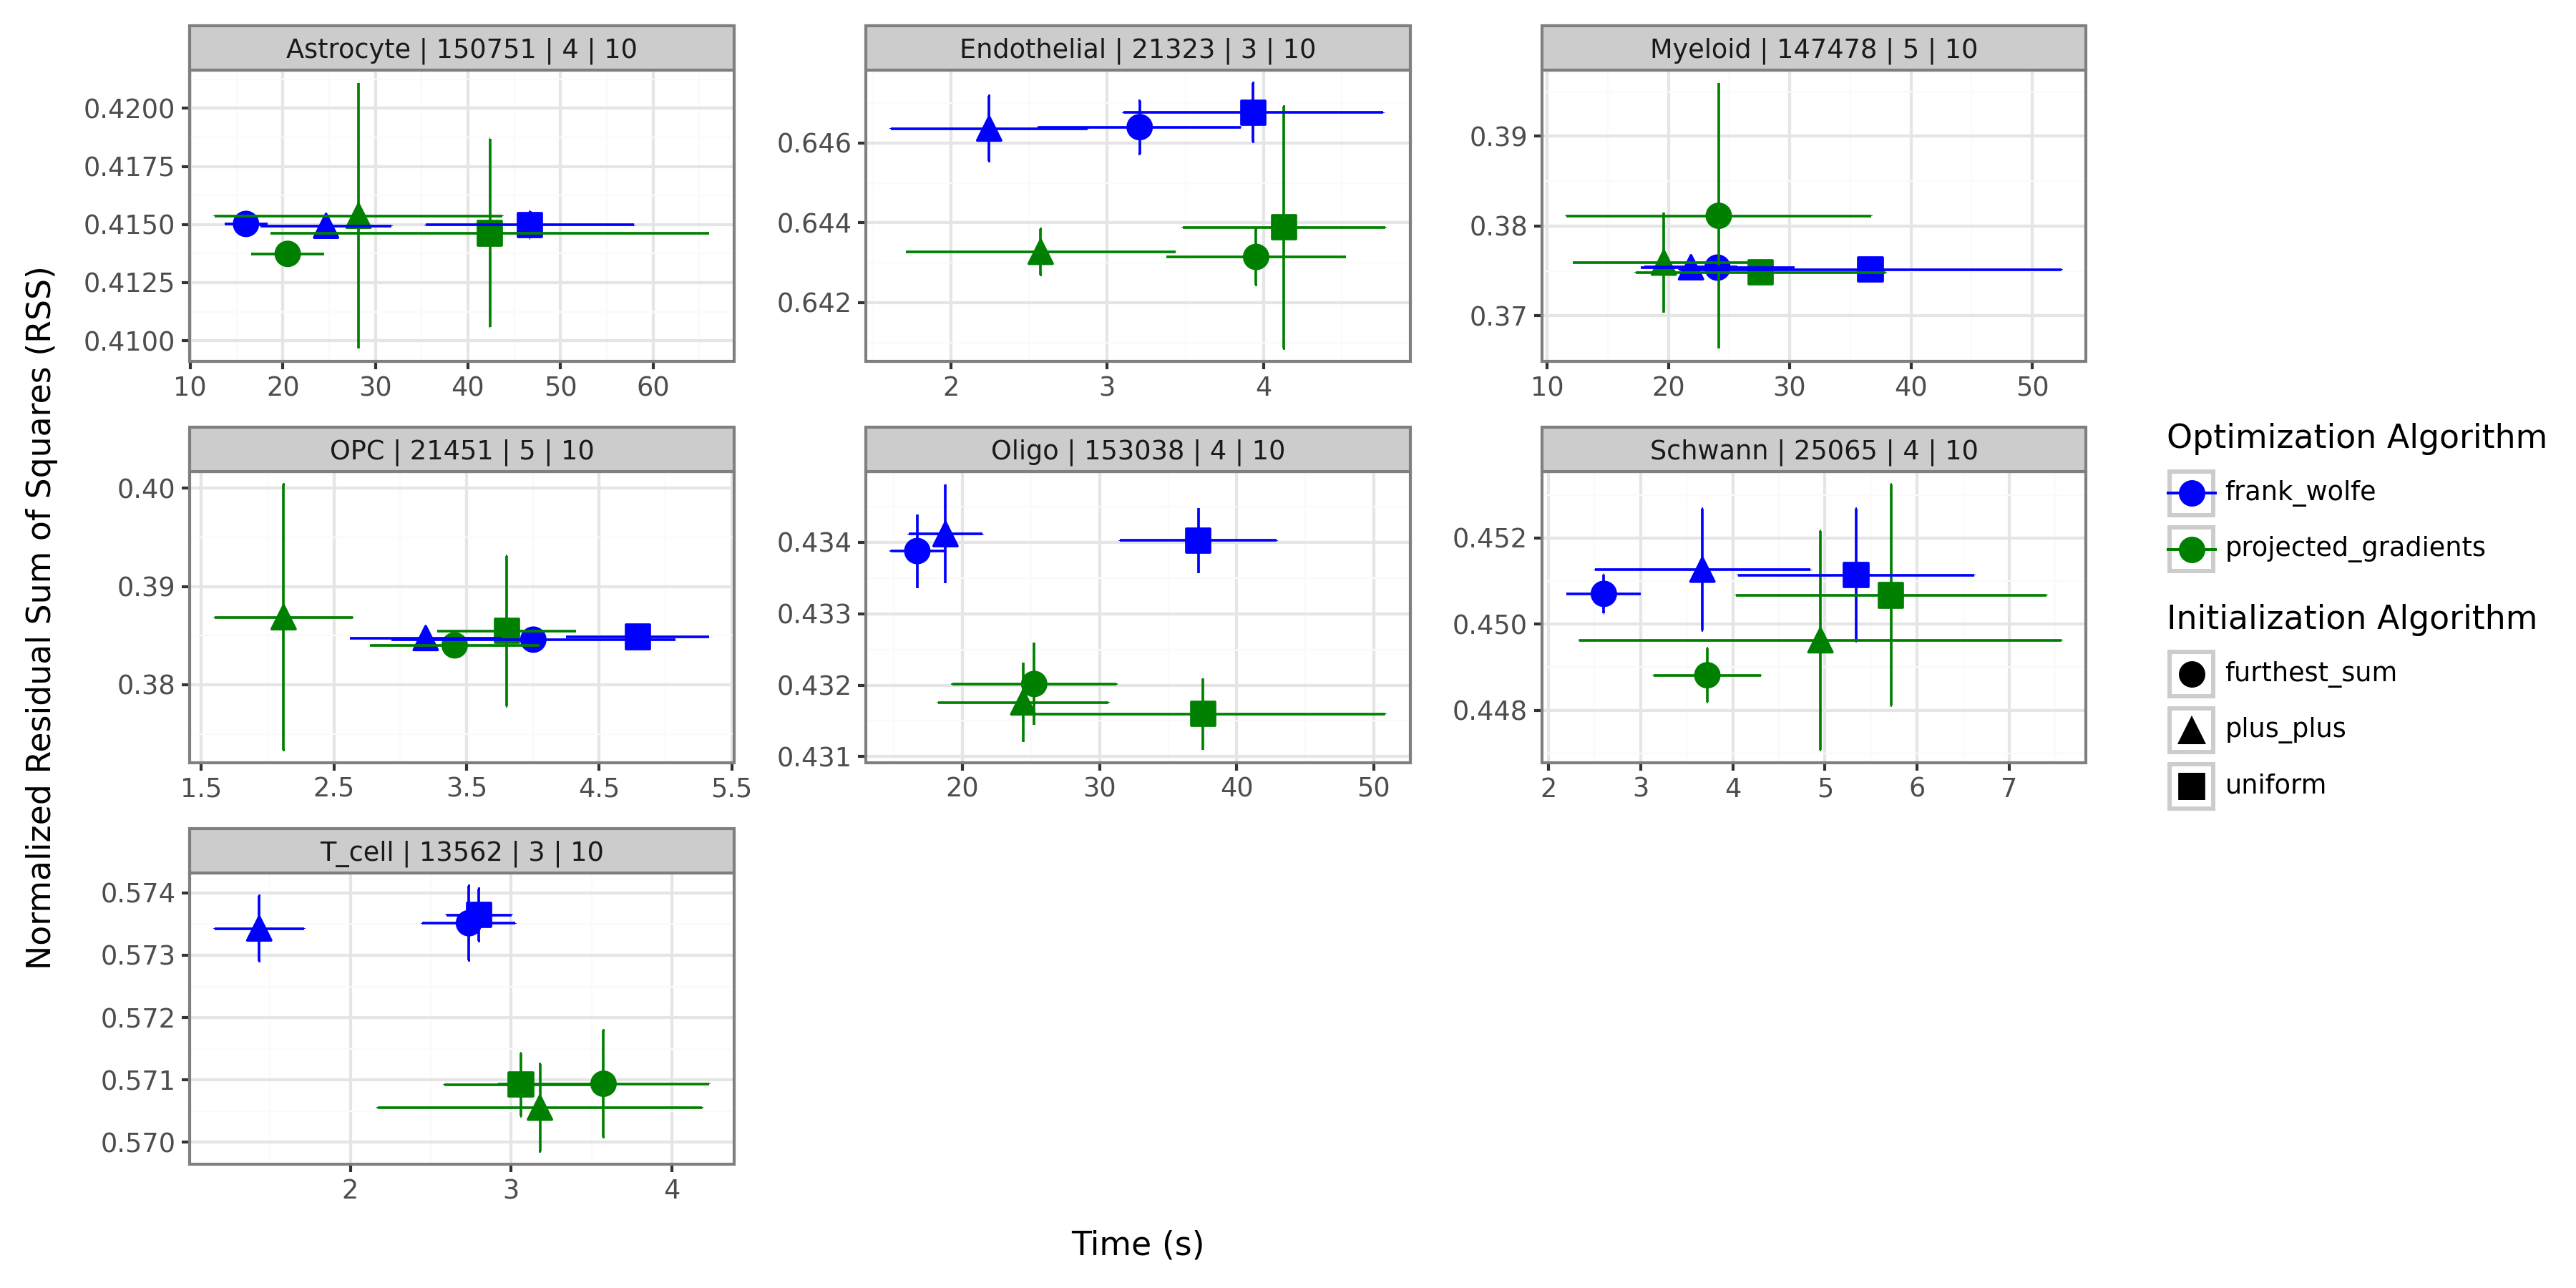 Normalized Residual Sum of Squares (RSS)
Astrocyte | 150751 | 4 | 10
0.4200
0.4175
0.4150
0.4125
0.4100
10 20 30 40 50 60
Endothelial | 21323 | 3 | 10
0.646
0.644
0.642
2 3 4
Myeloid | 147478 | 5 | 10
0.39
0.38
0.37
10 20 30 40 50
OPC | 21451 | 5 | 10
0.40
0.39
0.38
1.5 2.5 3.5 4.5 5.5
Oligo | 153038 | 4 | 10
0.434
0.433
0.432
0.431
20 30 40 50
Schwann | 25065 | 4 | 10
0.452
0.450
0.448
2 3 4 5 6 7
T_cell | 13562 | 3 | 10
0.574
0.573
0.572
0.571
0.570
2 3 4
Time (s)
Optimization Algorithm
frank_wolfe
projected_gradients
Initialization Algorithm
furthest_sum
plus_plus
uniform